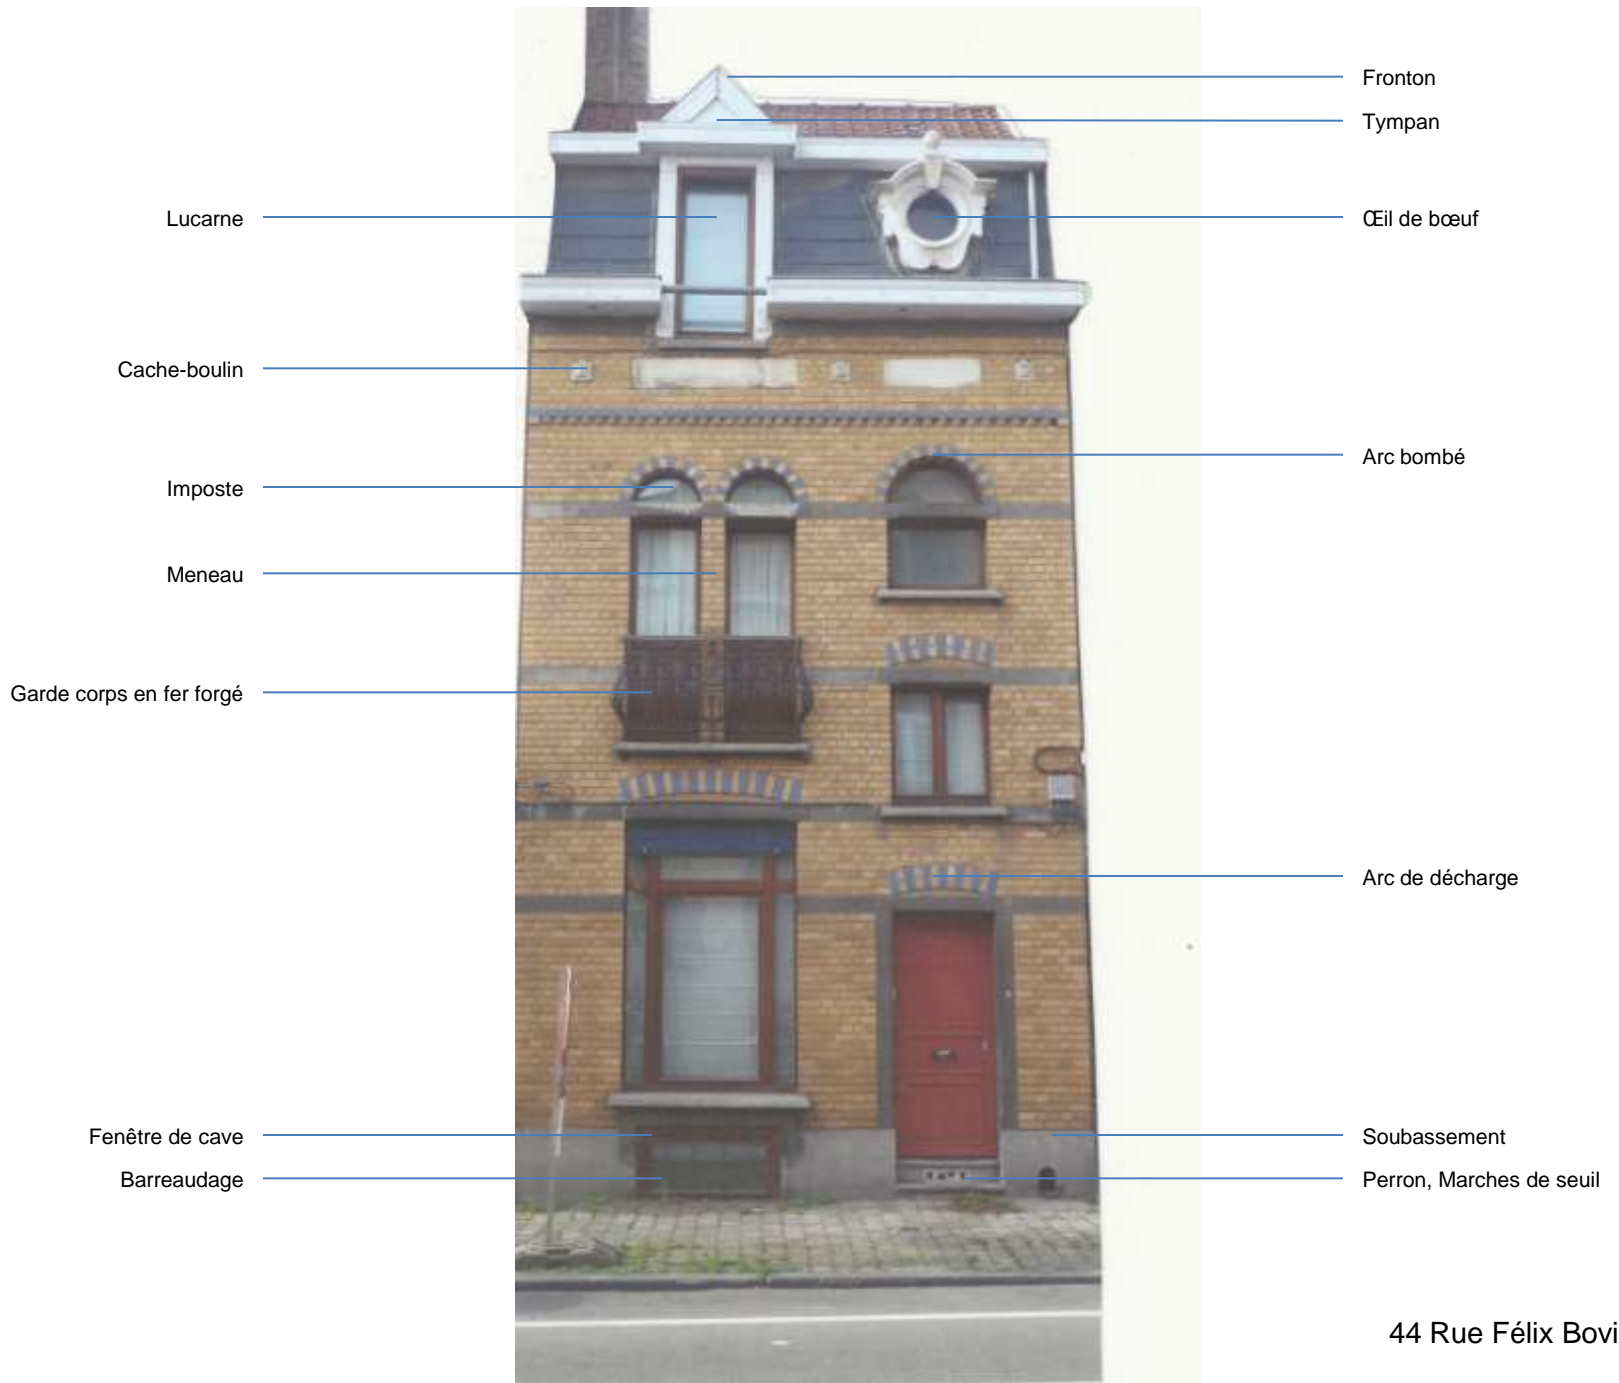 Fronton
Tympan
Lucarne
Œil de bœuf
Cache-boulin
Arc bombé
Imposte
Meneau
Garde corps en fer forgé
Arc de décharge
Fenêtre de cave
Soubassement
Barreaudage
Perron, Marches de seuil
44 Rue Félix Bovi